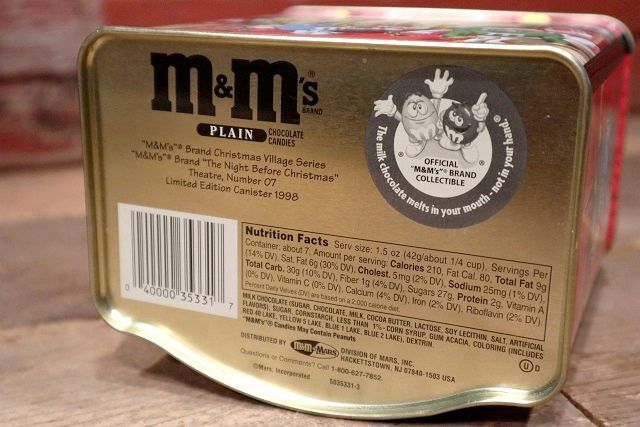 m&m's®
BRAND
PLAIN CHOCOLATE CANDIES
"M&M's"® Brand Christmas Village Series
"M&M's"® Brand "The Night Before Christmas"
Theatre, Number 07
Limited Edition Canister 1998
OFFICIAL
"M&M's"® BRAND
COLLECTIBLE
The milk chocolate melts in your mouth - not in your hand.®
0 40000 35331 7
Nutrition Facts Serv size: 1.5 oz (42g/about 1/4 cup), Servings Per
Container: about 7, Amount per serving: Calories 210, Fat Cal. 80, Total Fat 9g
(14% DV), Sat. Fat 6g (30% DV), Cholest. 5mg (2% DV), Sodium 25mg (1% DV),
Total Carb. 30g (10% DV), Fiber 1g (4% DV), Sugars 27g, Protein 2g, Vitamin A
(0% DV), Vitamin C (0% DV), Calcium (4% DV), Iron (2% DV), Riboflavin (2% DV).
Percent Daily Values (DV) are based on a 2,000 calorie diet.
MILK CHOCOLATE (SUGAR, CHOCOLATE, MILK, COCOA BUTTER, LACTOSE, SOY LECITHIN, SALT, ARTIFICIAL
FLAVORS), SUGAR, CORNSTARCH, LESS THAN 1% - CORN SYRUP, GUM ACACIA, COLORING (INCLUDES
RED 40 LAKE, YELLOW 5 LAKE, BLUE 1 LAKE, BLUE 2 LAKE), DEXTRIN.
"M&M's"® Candies May Contain Peanuts
DISTRIBUTED BY m&m Mars DIVISION OF MARS, INC.
HACKETTSTOWN, NJ 07840-1503 USA
Questions or Comments? Call 1-800-627-7852.
©Mars, Incorporated 5035331-3
U D